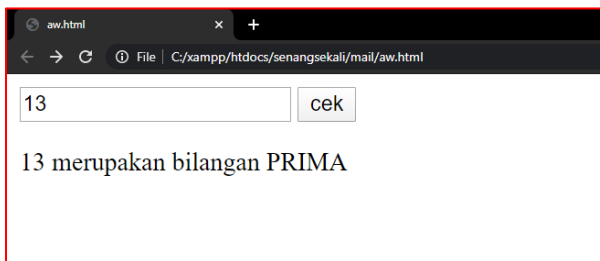 aw.html
File C:/xampp/htdocs/senangsekali/mail/aw.html
13 cek
13 merupakan bilangan PRIMA